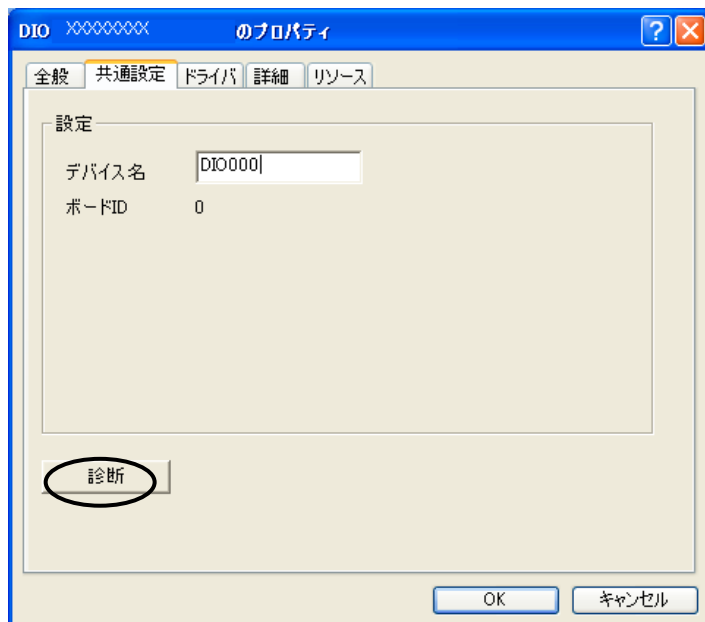 DIO XXXXXXXX のプロパティ
全般 共通設定 ドライバ 詳細 リソース
設定
デバイス名 DIO000
ボードID 0
診断
OK キャンセル